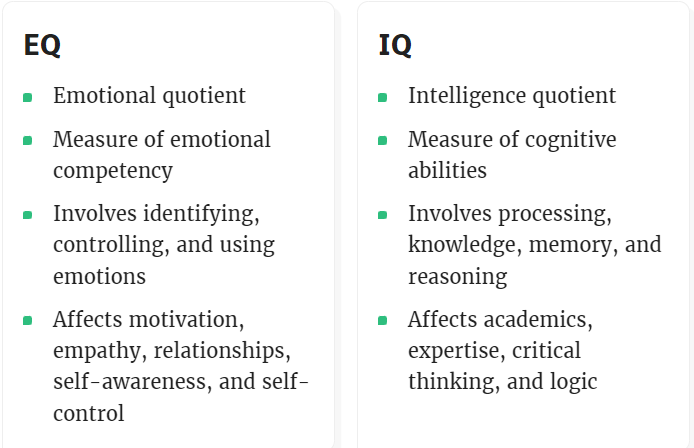 EQ
Emotional quotient
Measure of emotional
competency
Involves identifying,
controlling, and using
emotions
Affects motivation,
empathy, relationships,
self-awareness, and self-
control
IQ
Intelligence quotient
Measure of cognitive
abilities
Involves processing,
knowledge, memory, and
reasoning
Affects academics,
expertise, critical
thinking, and logic